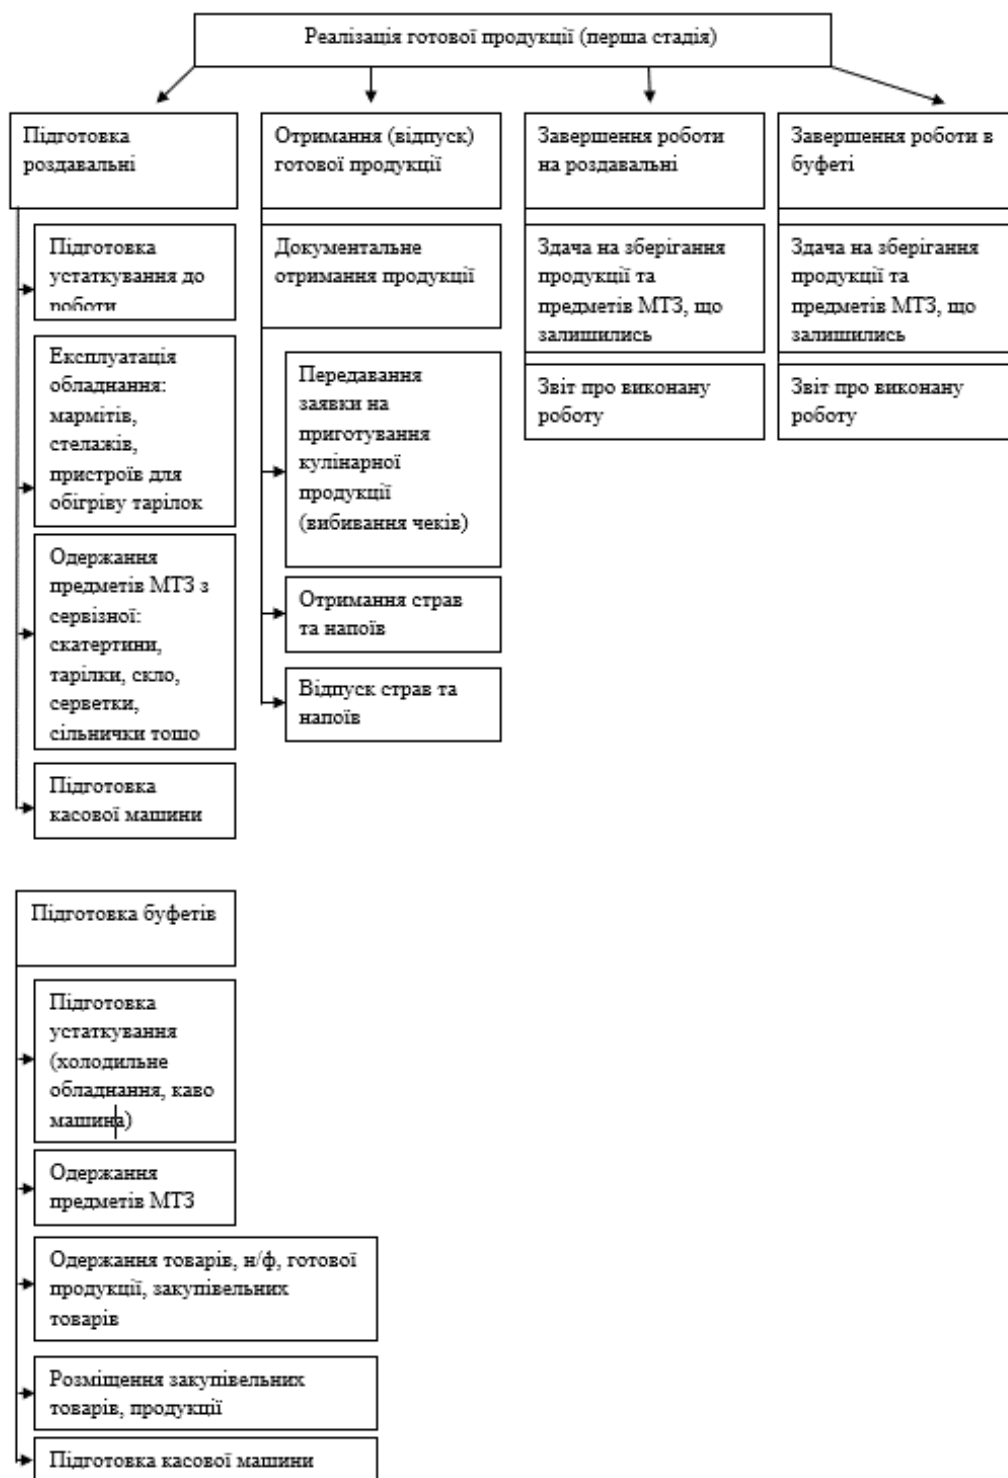 Реалізація готової продукції (перша стадія)
Підготовка
роздавальні
Підготовка
устаткування до
роботи
Експлуатація
обладнання:
мармітів,
стелажів,
пристроїв для
обігріву тарілок
Одержання
предметів МТЗ з
сервізної:
скатертини,
тарілки, скло,
серветки,
сільнички тошо
Підготовка
касової машини
Отримання (відпуск)
готової продукції
Документальне
отримання продукції
Передавання
заявки на
приготування
кулінарної
продукції
(вибивання чеків)
Отримання страв
та напоїв
Відпуск страв та
напоїв
Завершення роботи
на роздавальні
Здача на зберігання
продукції та
предметів МТЗ, що
залишились
Звіт про виконану
роботу
Завершення роботи в
буфеті
Здача на зберігання
продукції та
предметів МТЗ, що
залишились
Звіт про виконану
роботу
Підготовка буфетів
Підготовка
устаткування
(холодильне
обладнання, каво
машина)
Одержання
предметів МТЗ
Одержання товарів, н/ф, готової
продукції, закупівельних
товарів
Розміщення закупівельних
товарів, продукції
Підготовка касової машини